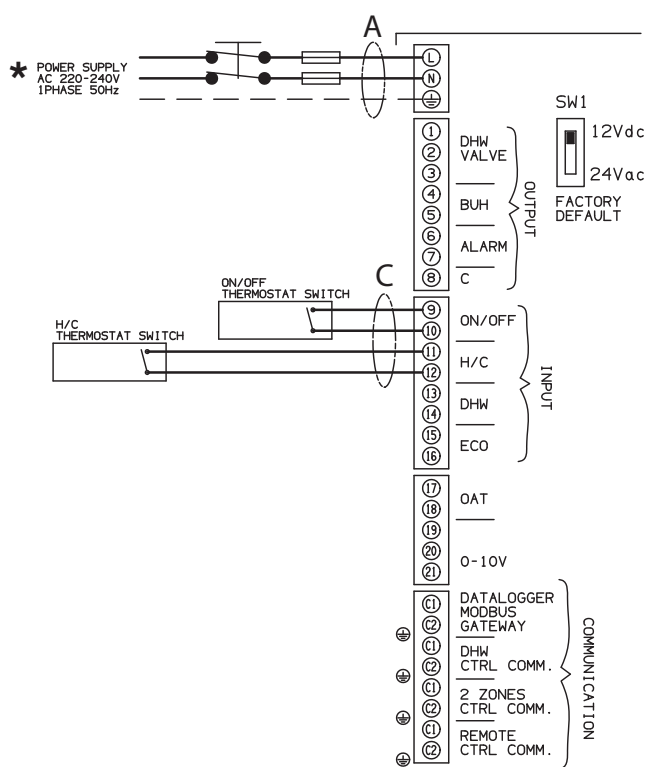 A
* POWER SUPPLY
AC 220-240V
1PHASE 50Hz
L
N
SW1
12Vdc
24Vac
FACTORY
DEFAULT
1
2
3
4
5
6
7
8
DHW
VALVE
BUH
ALARM
C
OUTPUT
C
ON/OFF
THERMOSTAT SWITCH
H/C
THERMOSTAT SWITCH
9
10
11
12
13
14
15
16
ON/OFF
H/C
DHW
ECO
INPUT
17
18
19
20
21
OAT
0-10V
C1
C2
C1
C2
C1
C2
C1
C2
DATALOGGER
MODBUS
GATEWAY
DHW
CTRL COMM.
2 ZONES
CTRL COMM.
REMOTE
CTRL COMM.
COMMUNICATION